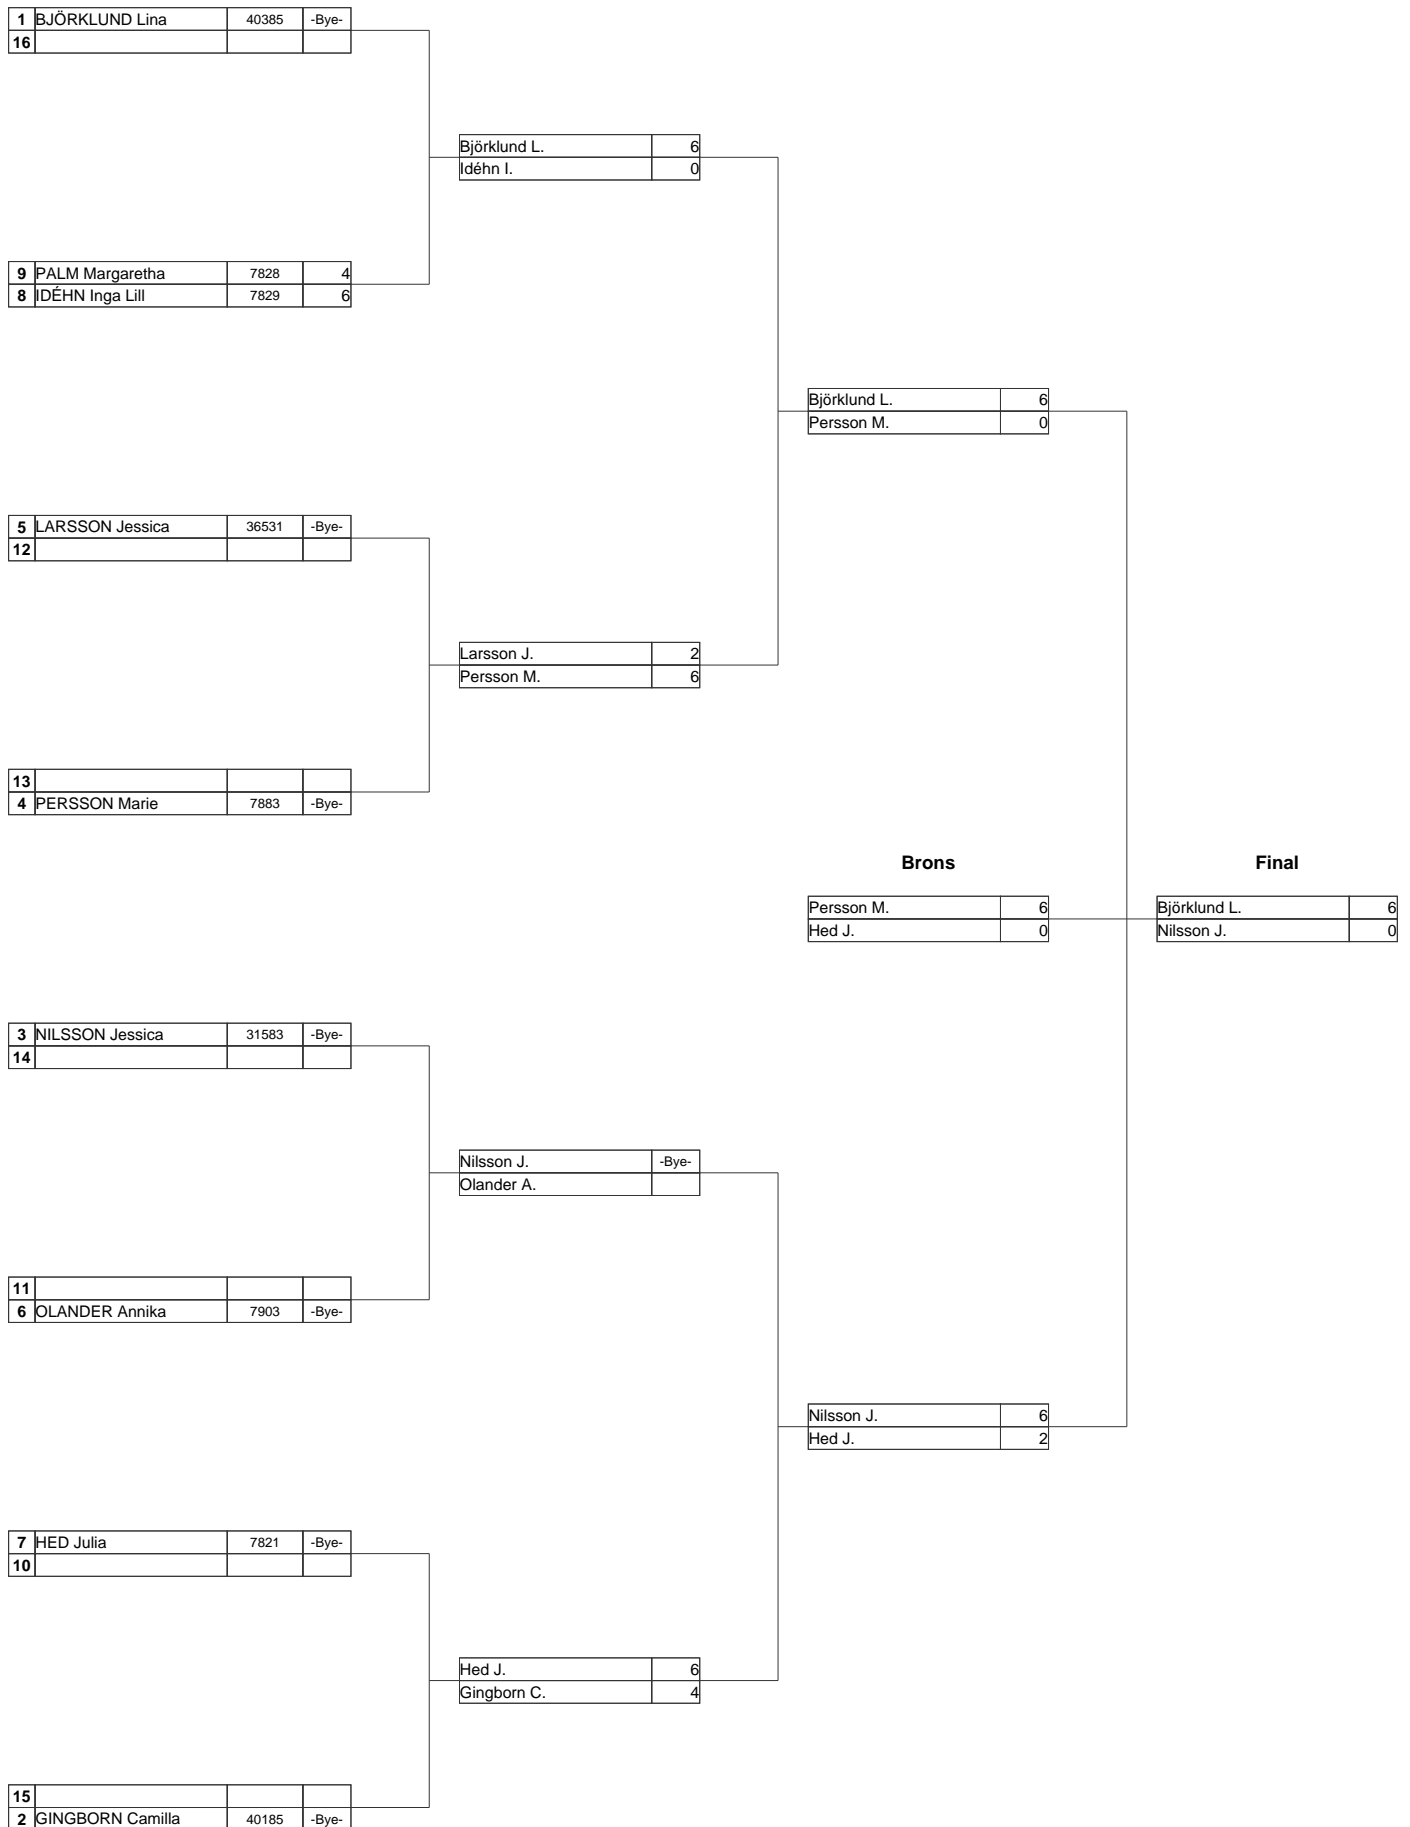 1 BJÖRKLUND Lina 40385 -Bye-
16
Björklund L. 6
Idéhn I. 0
9 PALM Margaretha 7828 4
8 IDÉHN Inga Lill 7829 6
Björklund L. 6
Persson M. 0
5 LARSSON Jessica 36531 -Bye-
12
Larsson J. 2
Persson M. 6
13
4 PERSSON Marie 7883 -Bye-
Brons Final
Persson M. 6 Björklund L. 6
Hed J. 0 Nilsson J. 0
3 NILSSON Jessica 31583 -Bye-
14
Nilsson J. -Bye-
Olander A.
11
6 OLANDER Annika 7903 -Bye-
Nilsson J. 6
Hed J. 2
7 HED Julia 7821 -Bye-
10
Hed J. 6
Gingborn C. 4
15
2 GINGBORN Camilla 40185 -Bye-